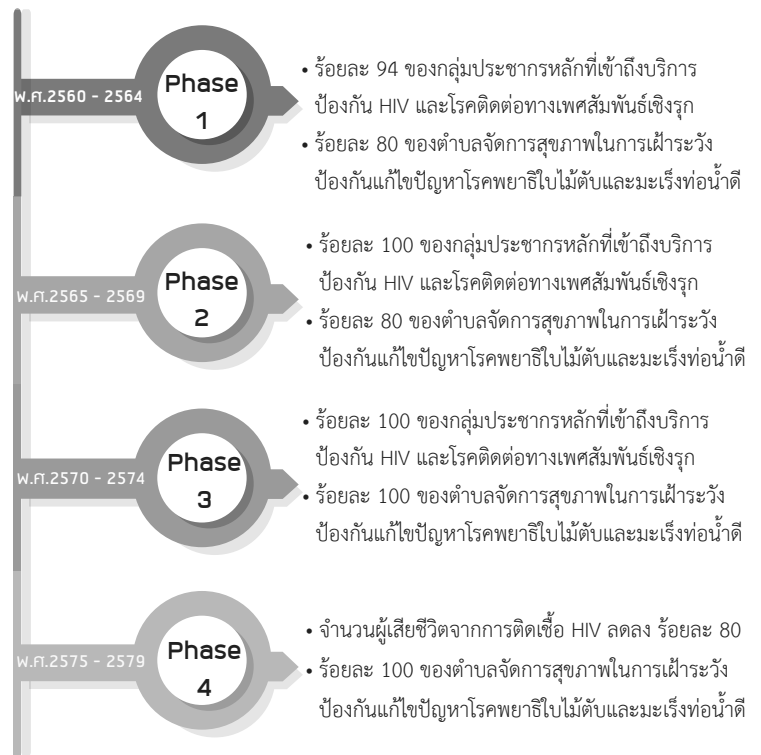 พ.ศ.2560 - 2564
Phase
1
• ร้อยละ 94 ของกลุ่มประชากรหลักที่เข้าถึงบริการ
ป้องกัน HIV และโรคติดต่อทางเพศสัมพันธ์เชิงรุก
• ร้อยละ 80 ของตำบลจัดการสุขภาพในการเฝ้าระวัง
ป้องกันแก้ไขปัญหาโรคพยาธิใบไม้ตับและมะเร็งท่อน้ำดี
พ.ศ.2565 - 2569
Phase
2
• ร้อยละ 100 ของกลุ่มประชากรหลักที่เข้าถึงบริการ
ป้องกัน HIV และโรคติดต่อทางเพศสัมพันธ์เชิงรุก
• ร้อยละ 80 ของตำบลจัดการสุขภาพในการเฝ้าระวัง
ป้องกันแก้ไขปัญหาโรคพยาธิใบไม้ตับและมะเร็งท่อน้ำดี
พ.ศ.2570 - 2574
Phase
3
• ร้อยละ 100 ของกลุ่มประชากรหลักที่เข้าถึงบริการ
ป้องกัน HIV และโรคติดต่อทางเพศสัมพันธ์เชิงรุก
• ร้อยละ 100 ของตำบลจัดการสุขภาพในการเฝ้าระวัง
ป้องกันแก้ไขปัญหาโรคพยาธิใบไม้ตับและมะเร็งท่อน้ำดี
พ.ศ.2575 - 2579
Phase
4
• จำนวนผู้เสียชีวิตจากการติดเชื้อ HIV ลดลง ร้อยละ 80
• ร้อยละ 100 ของตำบลจัดการสุขภาพในการเฝ้าระวัง
ป้องกันแก้ไขปัญหาโรคพยาธิใบไม้ตับและมะเร็งท่อน้ำดี